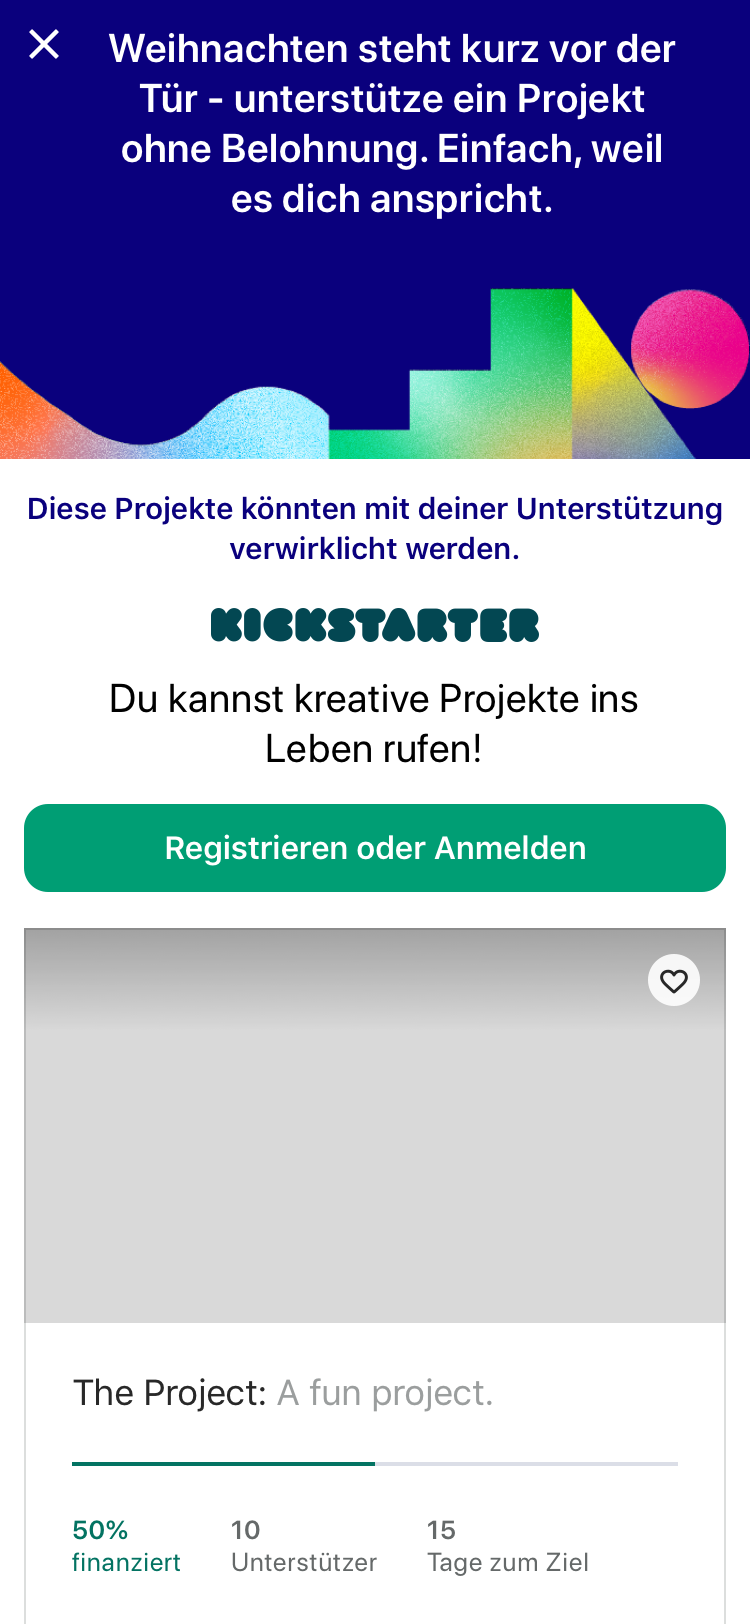 Weihnachten steht kurz vor der
Tür - unterstütze ein Projekt
ohne Belohnung. Einfach, weil
es dich anspricht.
Diese Projekte könnten mit deiner Unterstützung
verwirklicht werden.
KICKSTARTER
Du kannst kreative Projekte ins
Leben rufen!
Registrieren oder Anmelden
The Project: A fun project.
50% 10 15
finanziert Unterstützer Tage zum Ziel